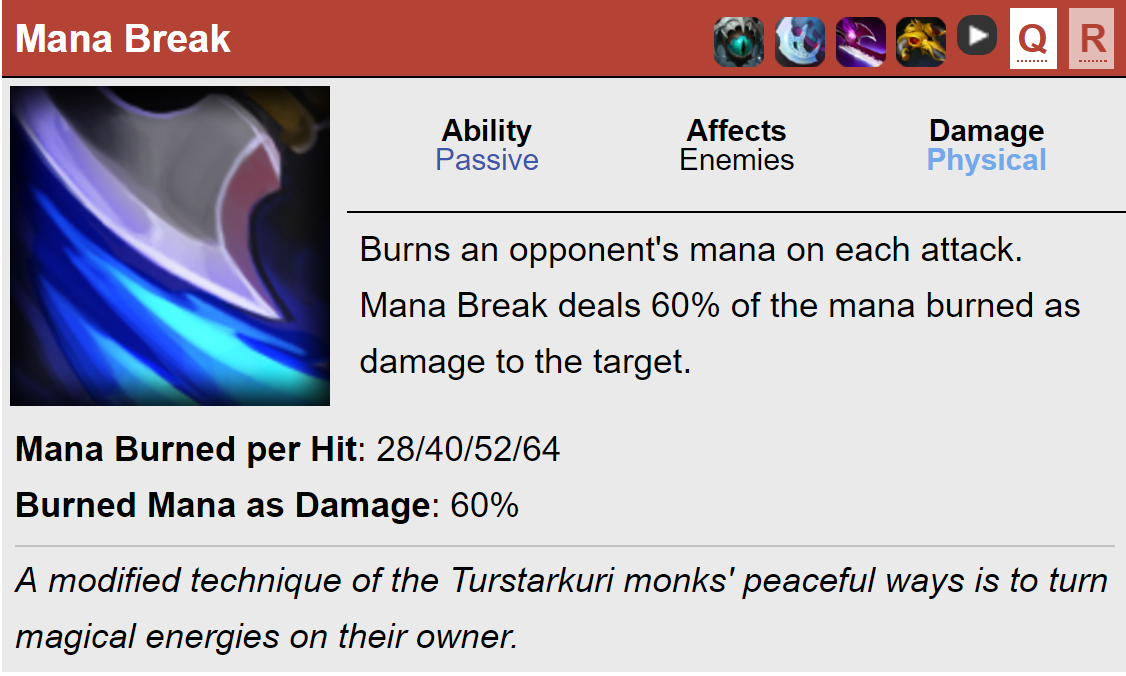 Mana Break
Q R
Ability Affects Damage
Passive Enemies Physical
Burns an opponent's mana on each attack.
Mana Break deals 60% of the mana burned as
damage to the target.
Mana Burned per Hit: 28/40/52/64
Burned Mana as Damage: 60%
A modified technique of the Turstarkuri monks' peaceful ways is to turn
magical energies on their owner.